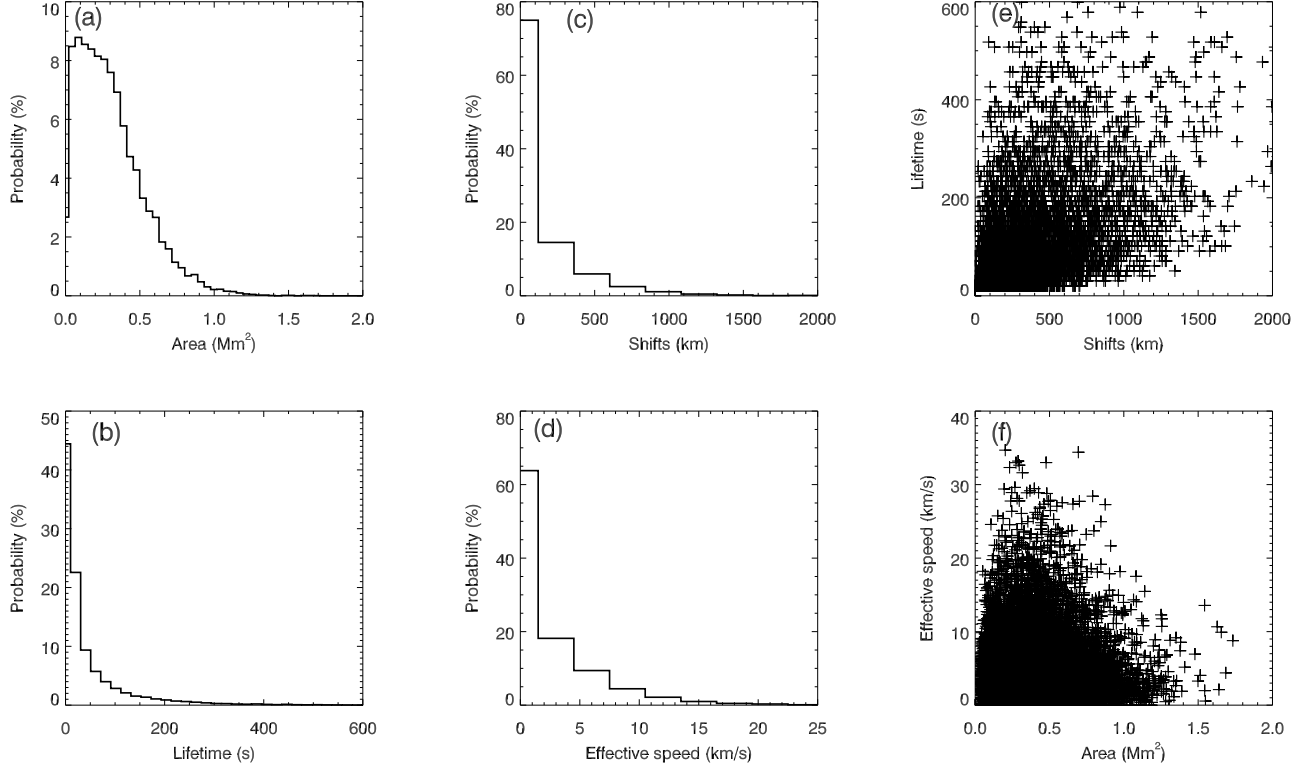 (a)
10
8
6
4
2
0
Probability (%)
0.0 0.5 1.0 1.5 2.0
Area (Mm²)
(c)
80
60
40
20
0
Probability (%)
0 500 1000 1500 2000
Shifts (km)
(e)
600
400
200
0
Lifetime (s)
0 500 1000 1500 2000
Shifts (km)
(b)
50
40
30
20
10
0
Probability (%)
0 200 400 600
Lifetime (s)
(d)
80
60
40
20
0
Probability (%)
0 5 10 15 20 25
Effective speed (km/s)
(f)
40
30
20
10
0
Effective speed (km/s)
0.0 0.5 1.0 1.5 2.0
Area (Mm²)